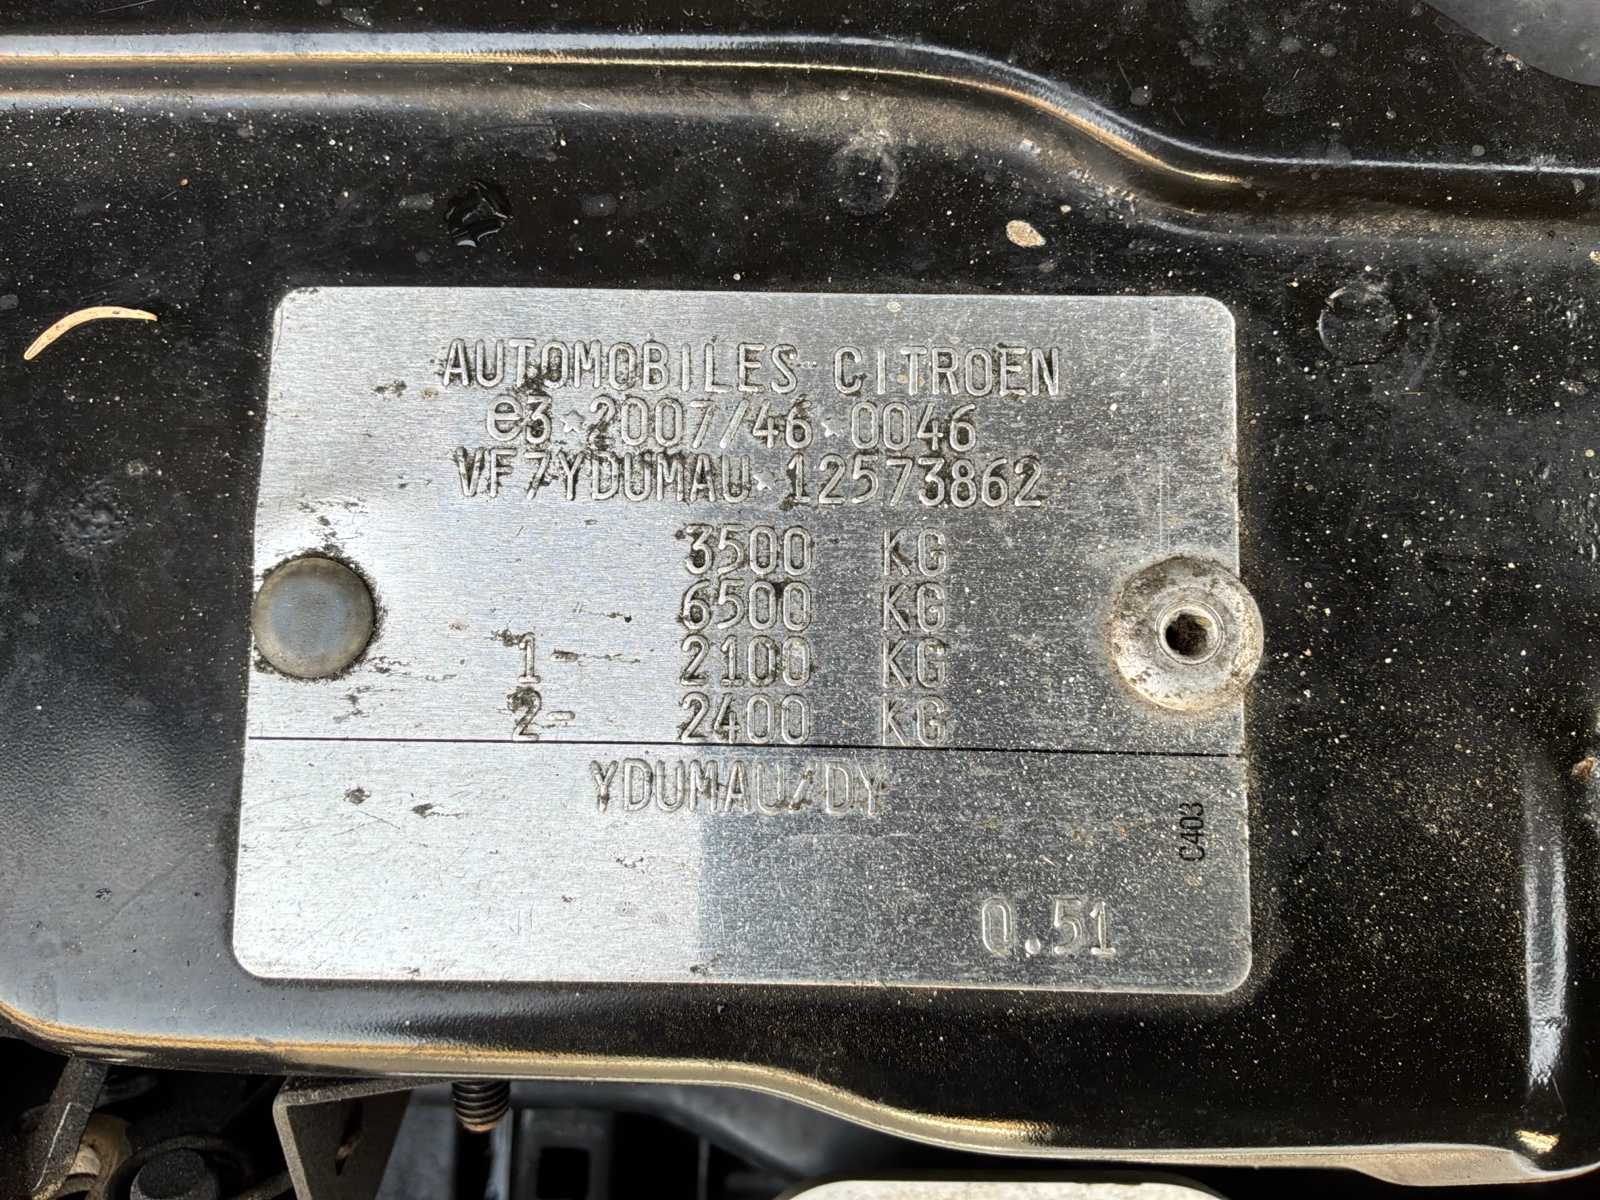 AUTOMOBILES CITROEN
e3*2007/46*0046
VF7YDUMAU*12573862
3500 KG
6500 KG
1- 2100 KG
2- 2400 KG
YDUMAU/DY
C403
0.51